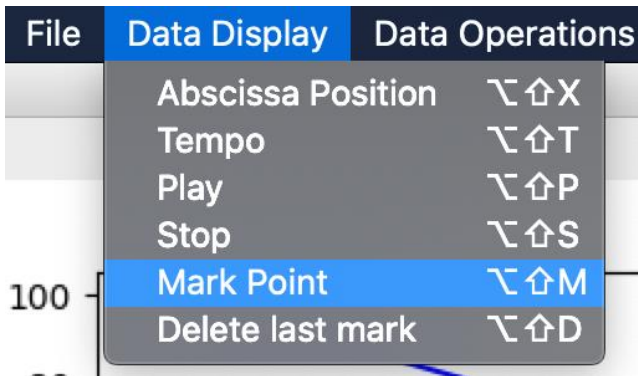 File Data Display Data Operations
Abscissa Position ⌥⇧X
Tempo ⌥⇧T
Play ⌥⇧P
Stop ⌥⇧S
Mark Point ⌥⇧M
100
Delete last mark ⌥⇧D